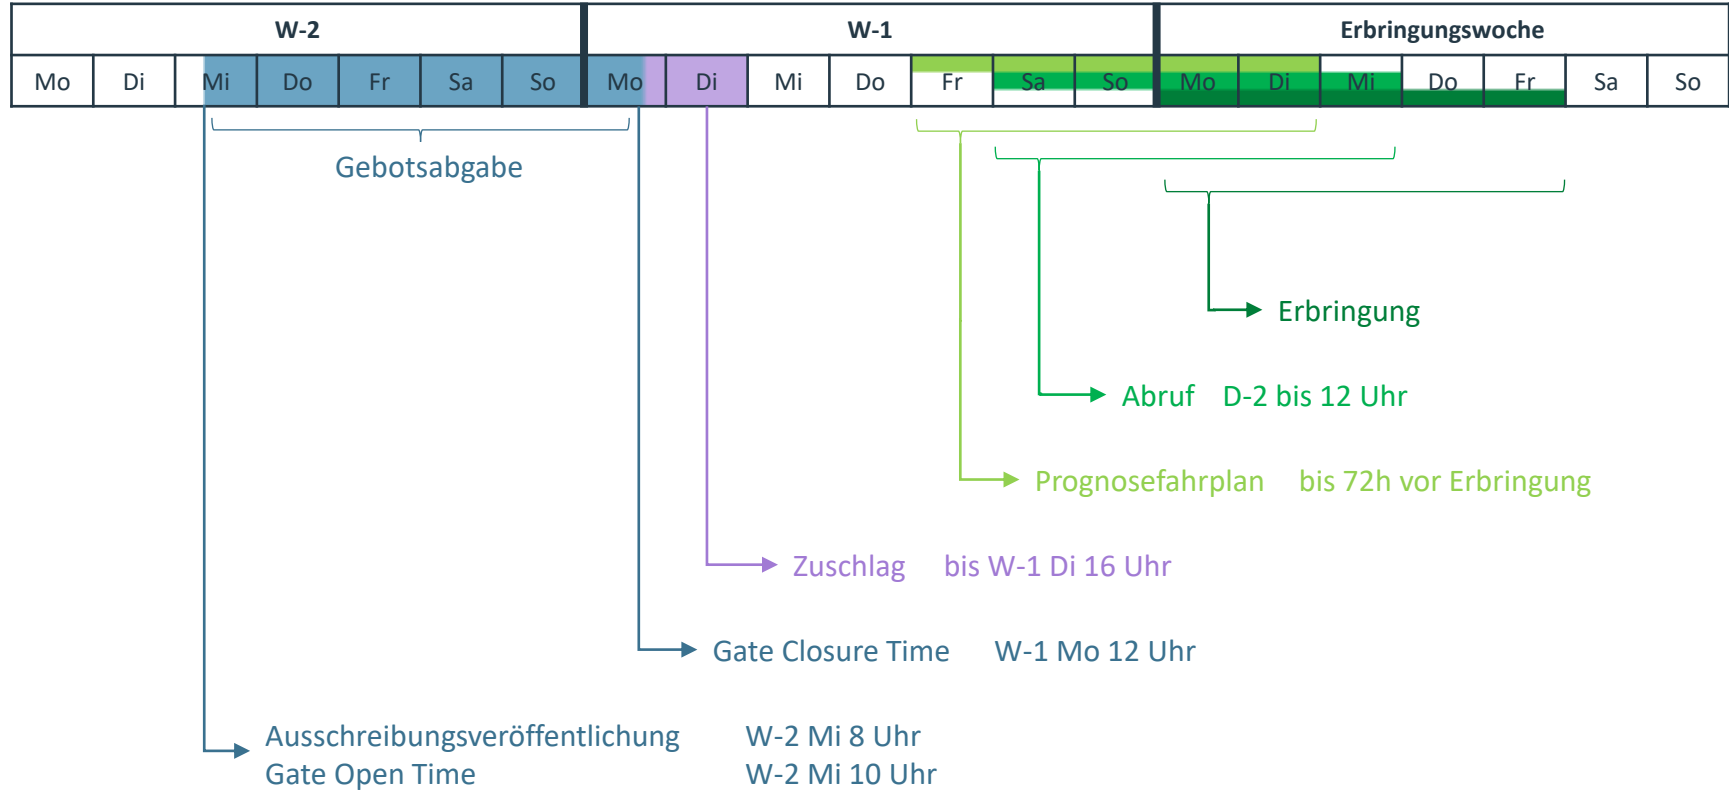 W-2 W-1 Erbringungswoche
Mo Di Mi Do Fr Sa So Mo Di Mi Do Fr Sa So Mo Di Mi Do Fr Sa So
Gebotsabgabe
Erbringung
Abruf D-2 bis 12 Uhr
Prognosefahrplan bis 72h vor Erbringung
Zuschlag bis W-1 Di 16 Uhr
Gate Closure Time W-1 Mo 12 Uhr
Ausschreibungsveröffentlichung W-2 Mi 8 Uhr
Gate Open Time W-2 Mi 10 Uhr